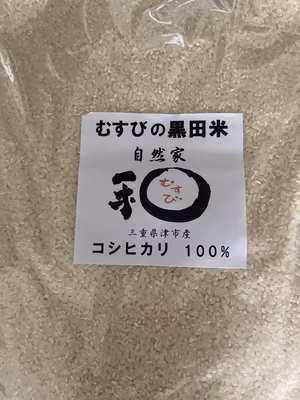 むすびの黒田米
自然家
和
むすび
三重県津市産
コシヒカリ 100%